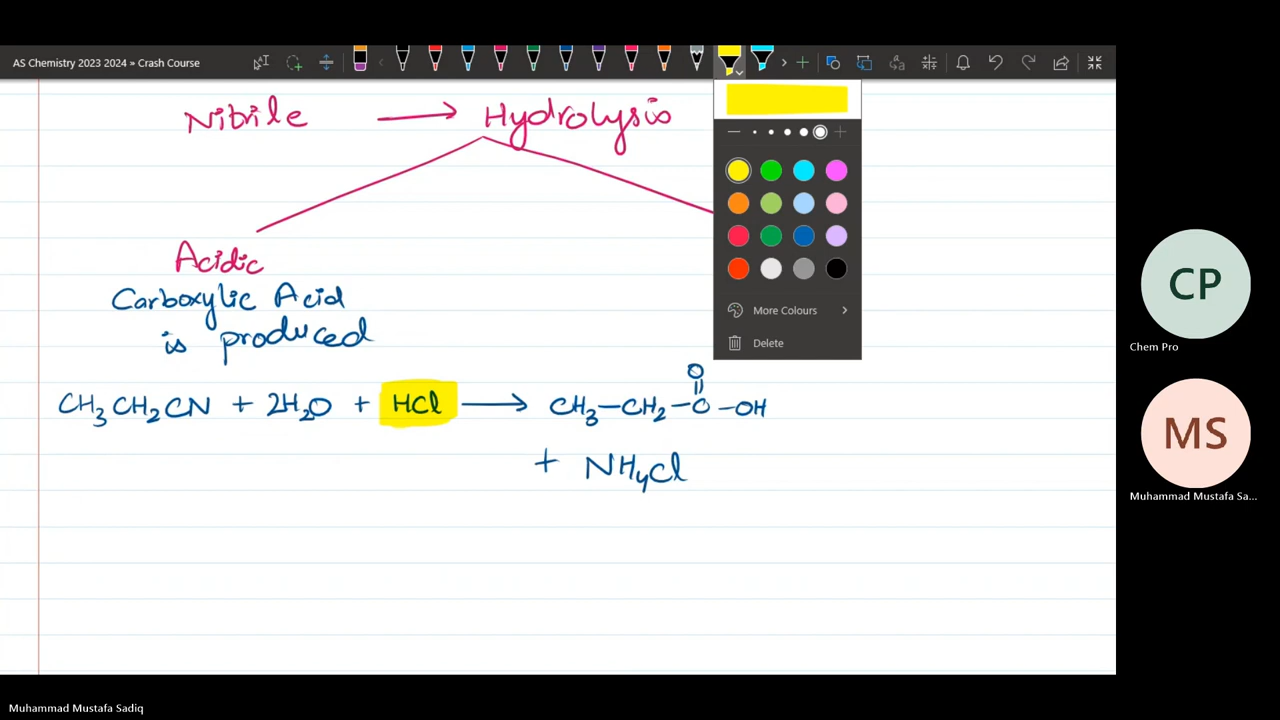 AS Chemistry 2023 2024 » Crash Course
Nitrile → Hydrolysis
Acidic
Carboxylic Acid
is produced
More Colours
Delete
O
CH3CH2CN + 2H2O + HCl → CH3–CH2–C–OH
+ NH4Cl
CP
Chem Pro
MS
Muhammad Mustafa Sa...
Muhammad Mustafa Sadiq